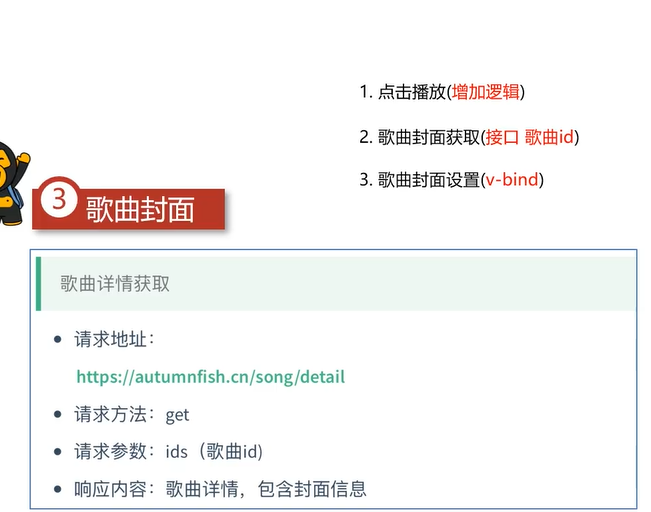 1. 点击播放(增加逻辑)
2. 歌曲封面获取(接口 歌曲id)
3. 歌曲封面设置(v-bind)
3 歌曲封面
歌曲详情获取
请求地址：
https://autumnfish.cn/song/detail
请求方法：get
请求参数：ids（歌曲id)
响应内容：歌曲详情，包含封面信息